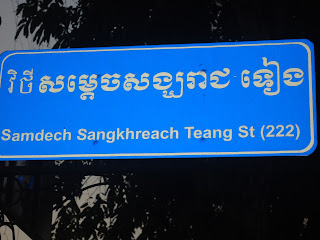 វិថី សម្តេចសង្ឃរាជ ទៀង
Samdech Sangkhreach Teang St (222)